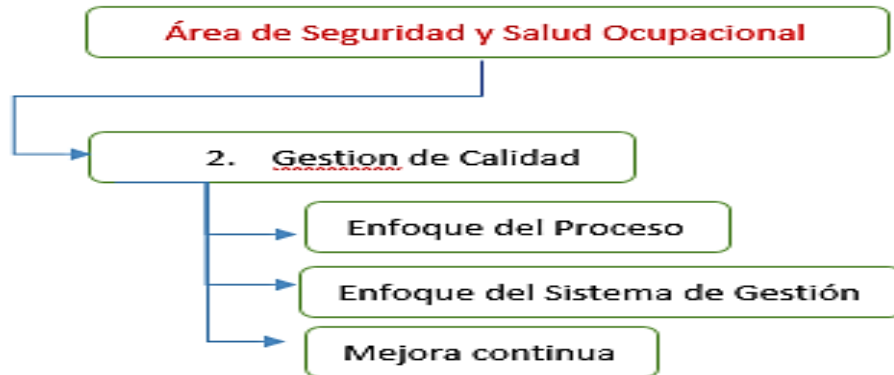 Área de Seguridad y Salud Ocupacional
2. Gestion de Calidad
Enfoque del Proceso
Enfoque del Sistema de Gestión
Mejora continua